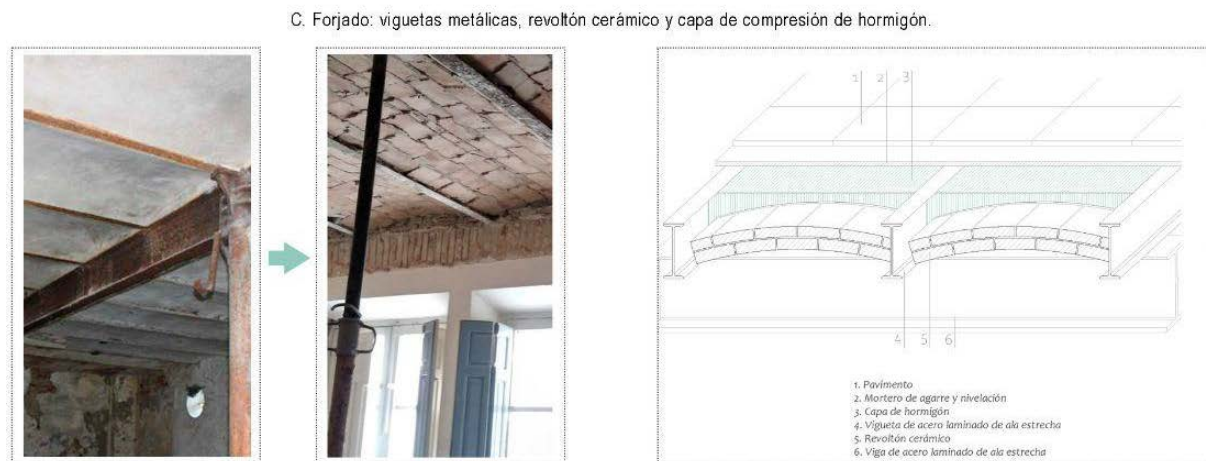 C. Forjado: viguetas metálicas, revoltón cerámico y capa de compresión de hormigón.
1 2 3
4 5 6
1. Pavimento
2. Mortero de agarre y nivelación
3. Capa de hormigón
4. Vigueta de acero laminado de ala estrecha
5. Revoltón cerámico
6. Viga de acero laminado de ala estrecha